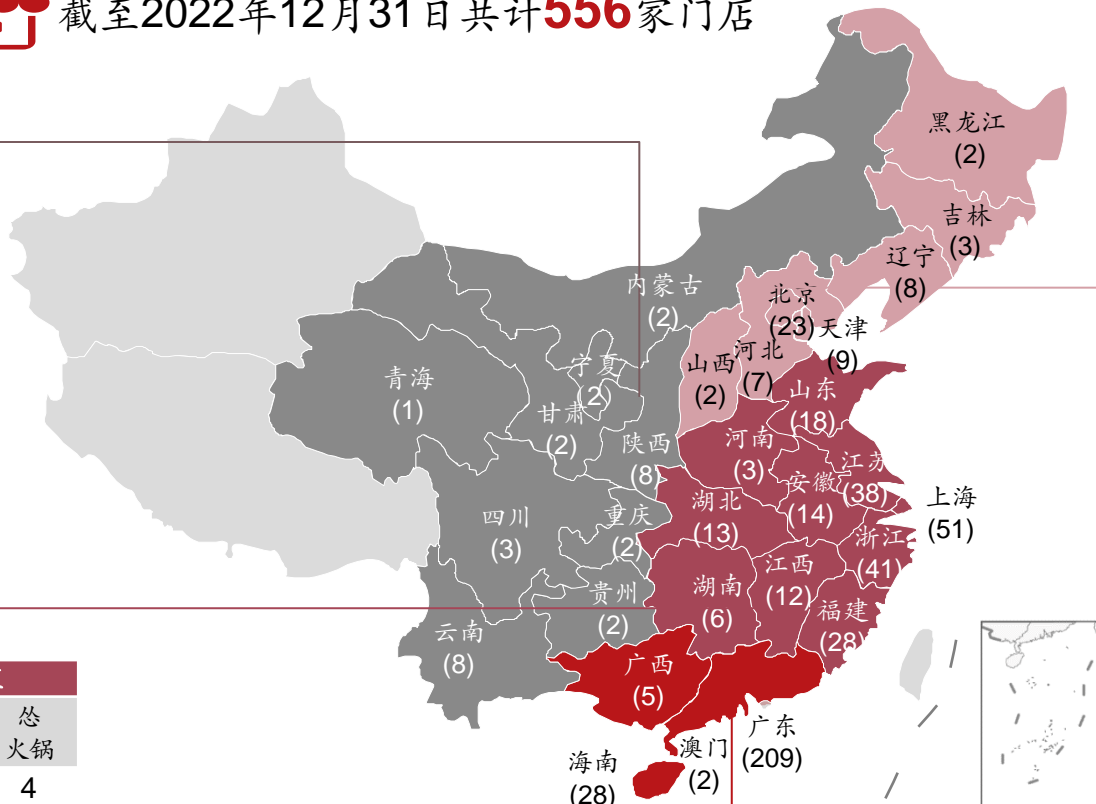 截至2022年12月31日共计556家门店
黑龙江
(2)
吉林
(3)
辽宁
(8)
内蒙古
(2)
北京
(23)
天津
(9)
河北
(7)
山西
(2)
宁夏
(2)
青海
(1)
甘肃
(2)
山东
(18)
陕西
(8)
河南
(3)
江苏
(38)
安徽
(14)
上海
(51)
湖北
(13)
四川
(3)
重庆
(2)
浙江
(41)
江西
(12)
湖南
(6)
贵州
(2)
福建
(28)
云南
(8)
广西
(5)
广东
(209)
澳门
(2)
海南
(28)
怂
火锅
4